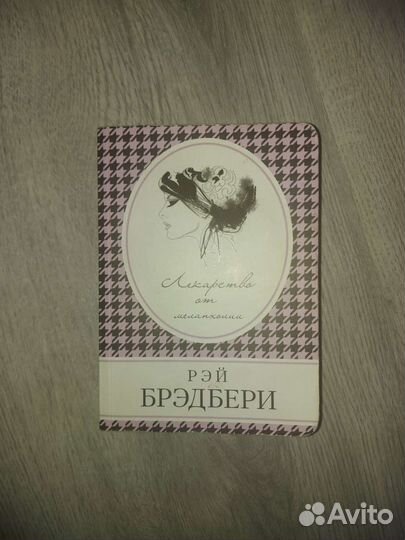 Лекарство
от
меланхолии
РЭЙ
БРЭДБЕРИ
Avito